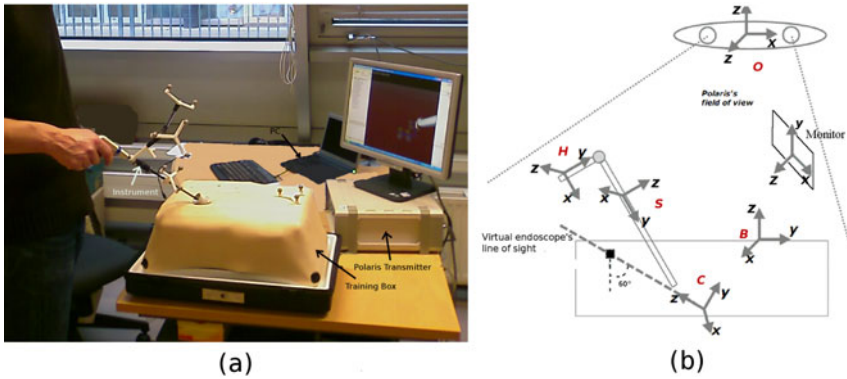 Instrument
Polaris Transmitter
Training Box
(a)
z
x
z
O
Polaris's
field of view
Monitor
y
z
x
H
y
z
x
z
x
S
y
B
z
y
x
Virtual endoscope's
line of sight
60°
C
z
y
x
(b)